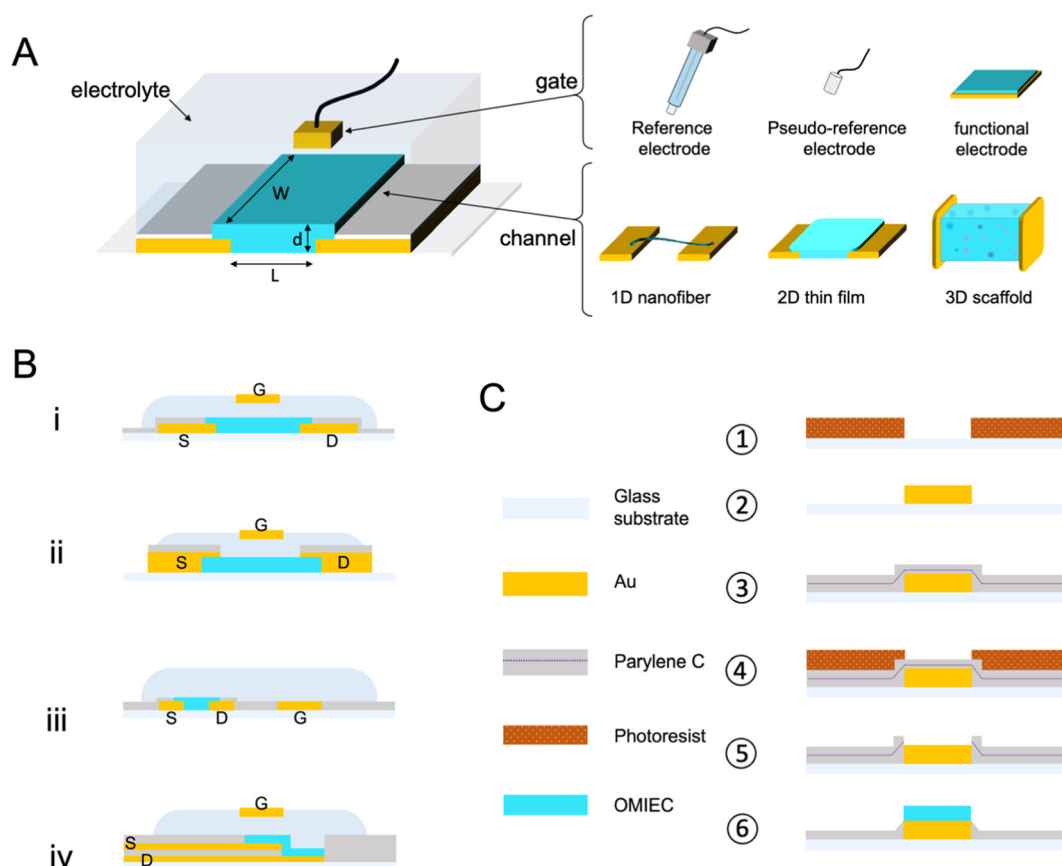 A
electrolyte
gate
W
d
L
channel
Reference
electrode
Pseudo-reference
electrode
functional
electrode
1D nanofiber
2D thin film
3D scaffold
B
i
G
S
D
ii
G
S
D
iii
S
D
G
iv
G
S
D
C
Glass
substrate
Au
Parylene C
Photoresist
OMIEC
①
②
③
④
⑤
⑥